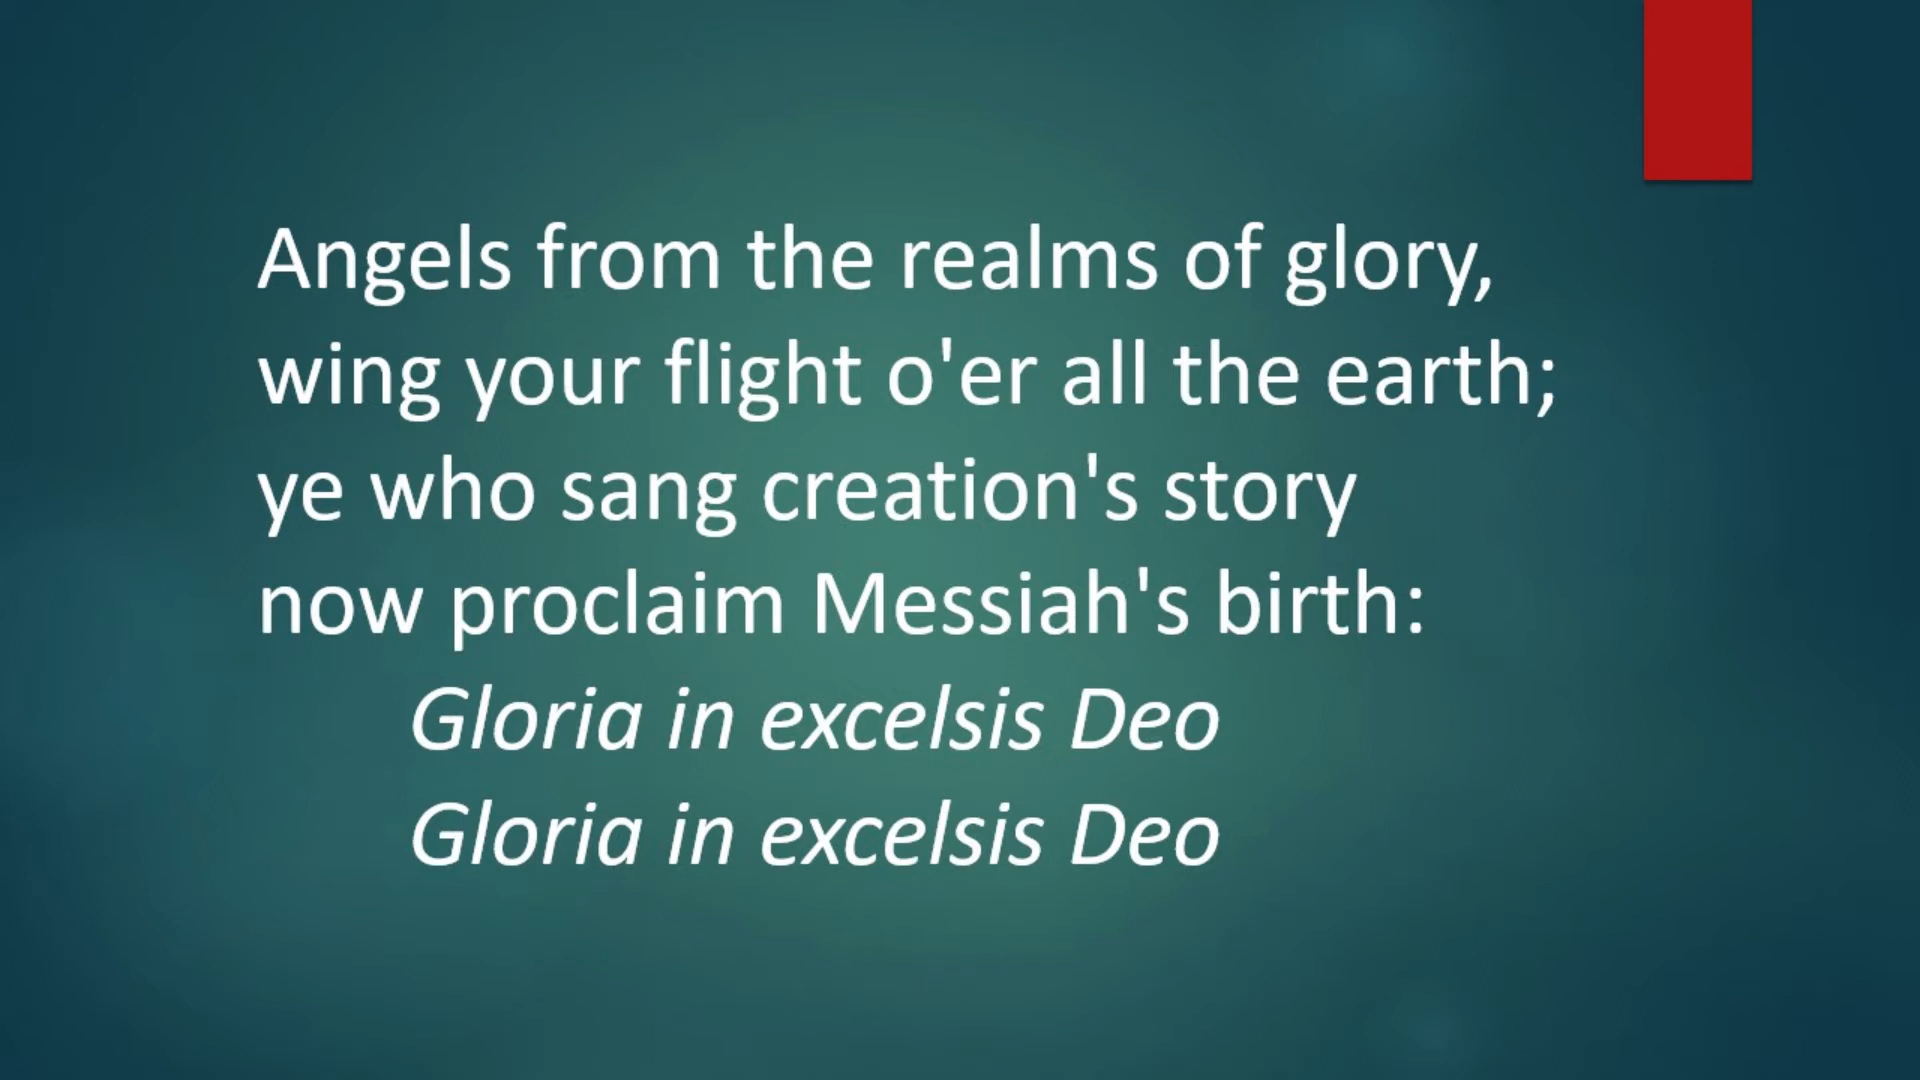 Angels from the realms of glory,
wing your flight o'er all the earth;
ye who sang creation's story
now proclaim Messiah's birth:
Gloria in excelsis Deo
Gloria in excelsis Deo